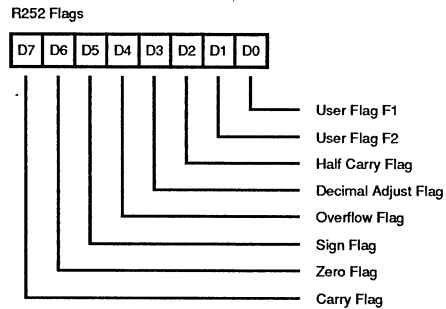 R252 Flags
D7 D6 D5 D4 D3 D2 D1 D0
User Flag F1
User Flag F2
Half Carry Flag
Decimal Adjust Flag
Overflow Flag
Sign Flag
Zero Flag
Carry Flag